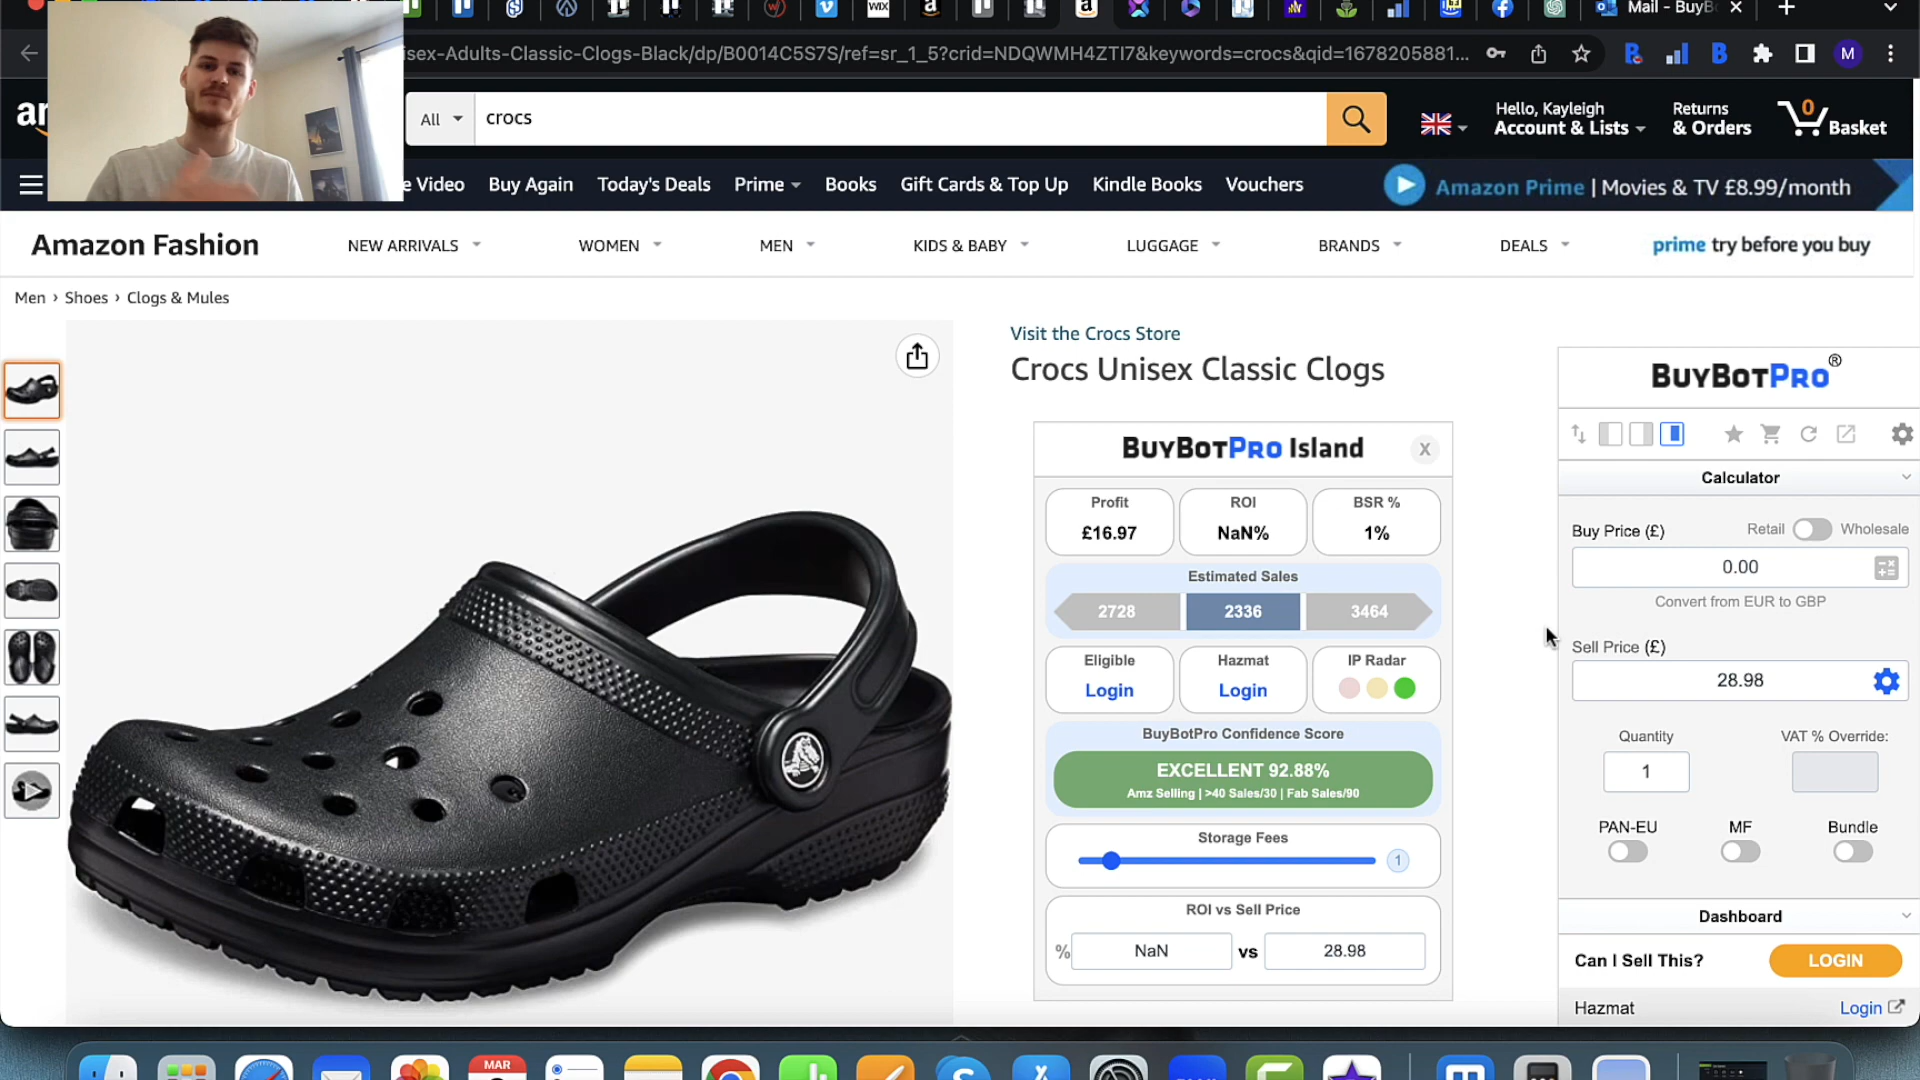 WIX
Mail - BuyB
isex-Adults-Classic-Clogs-Black/dp/B0014C5S7S/ref=sr_1_5?crid=NDQWMH4ZTI7&keywords=crocs&qid=1678205881...
M
All
crocs
Hello, Kayleigh
Account & Lists
Returns
& Orders
0
Basket
e Video
Buy Again
Today's Deals
Prime
Books
Gift Cards & Top Up
Kindle Books
Vouchers
Amazon Prime | Movies & TV £8.99/month
Amazon Fashion
NEW ARRIVALS
WOMEN
MEN
KIDS & BABY
LUGGAGE
BRANDS
DEALS
prime try before you buy
Men › Shoes › Clogs & Mules
Visit the Crocs Store
Crocs Unisex Classic Clogs
BUYBOTPRO Island
X
Profit
£16.97
ROI
NaN%
BSR %
1%
Estimated Sales
2728
2336
3464
Eligible
Login
Hazmat
Login
IP Radar
BuyBotPro Confidence Score
EXCELLENT 92.88%
Amz Selling | >40 Sales/30 | Fab Sales/90
Storage Fees
1
ROI vs Sell Price
%
NaN
vs
28.98
BUYBOTPRO®
Calculator
Buy Price (£)
Retail
Wholesale
0.00
Convert from EUR to GBP
Sell Price (£)
28.98
Quantity
VAT % Override:
1
PAN-EU
MF
Bundle
Dashboard
Can I Sell This?
LOGIN
Hazmat
Login
MAR